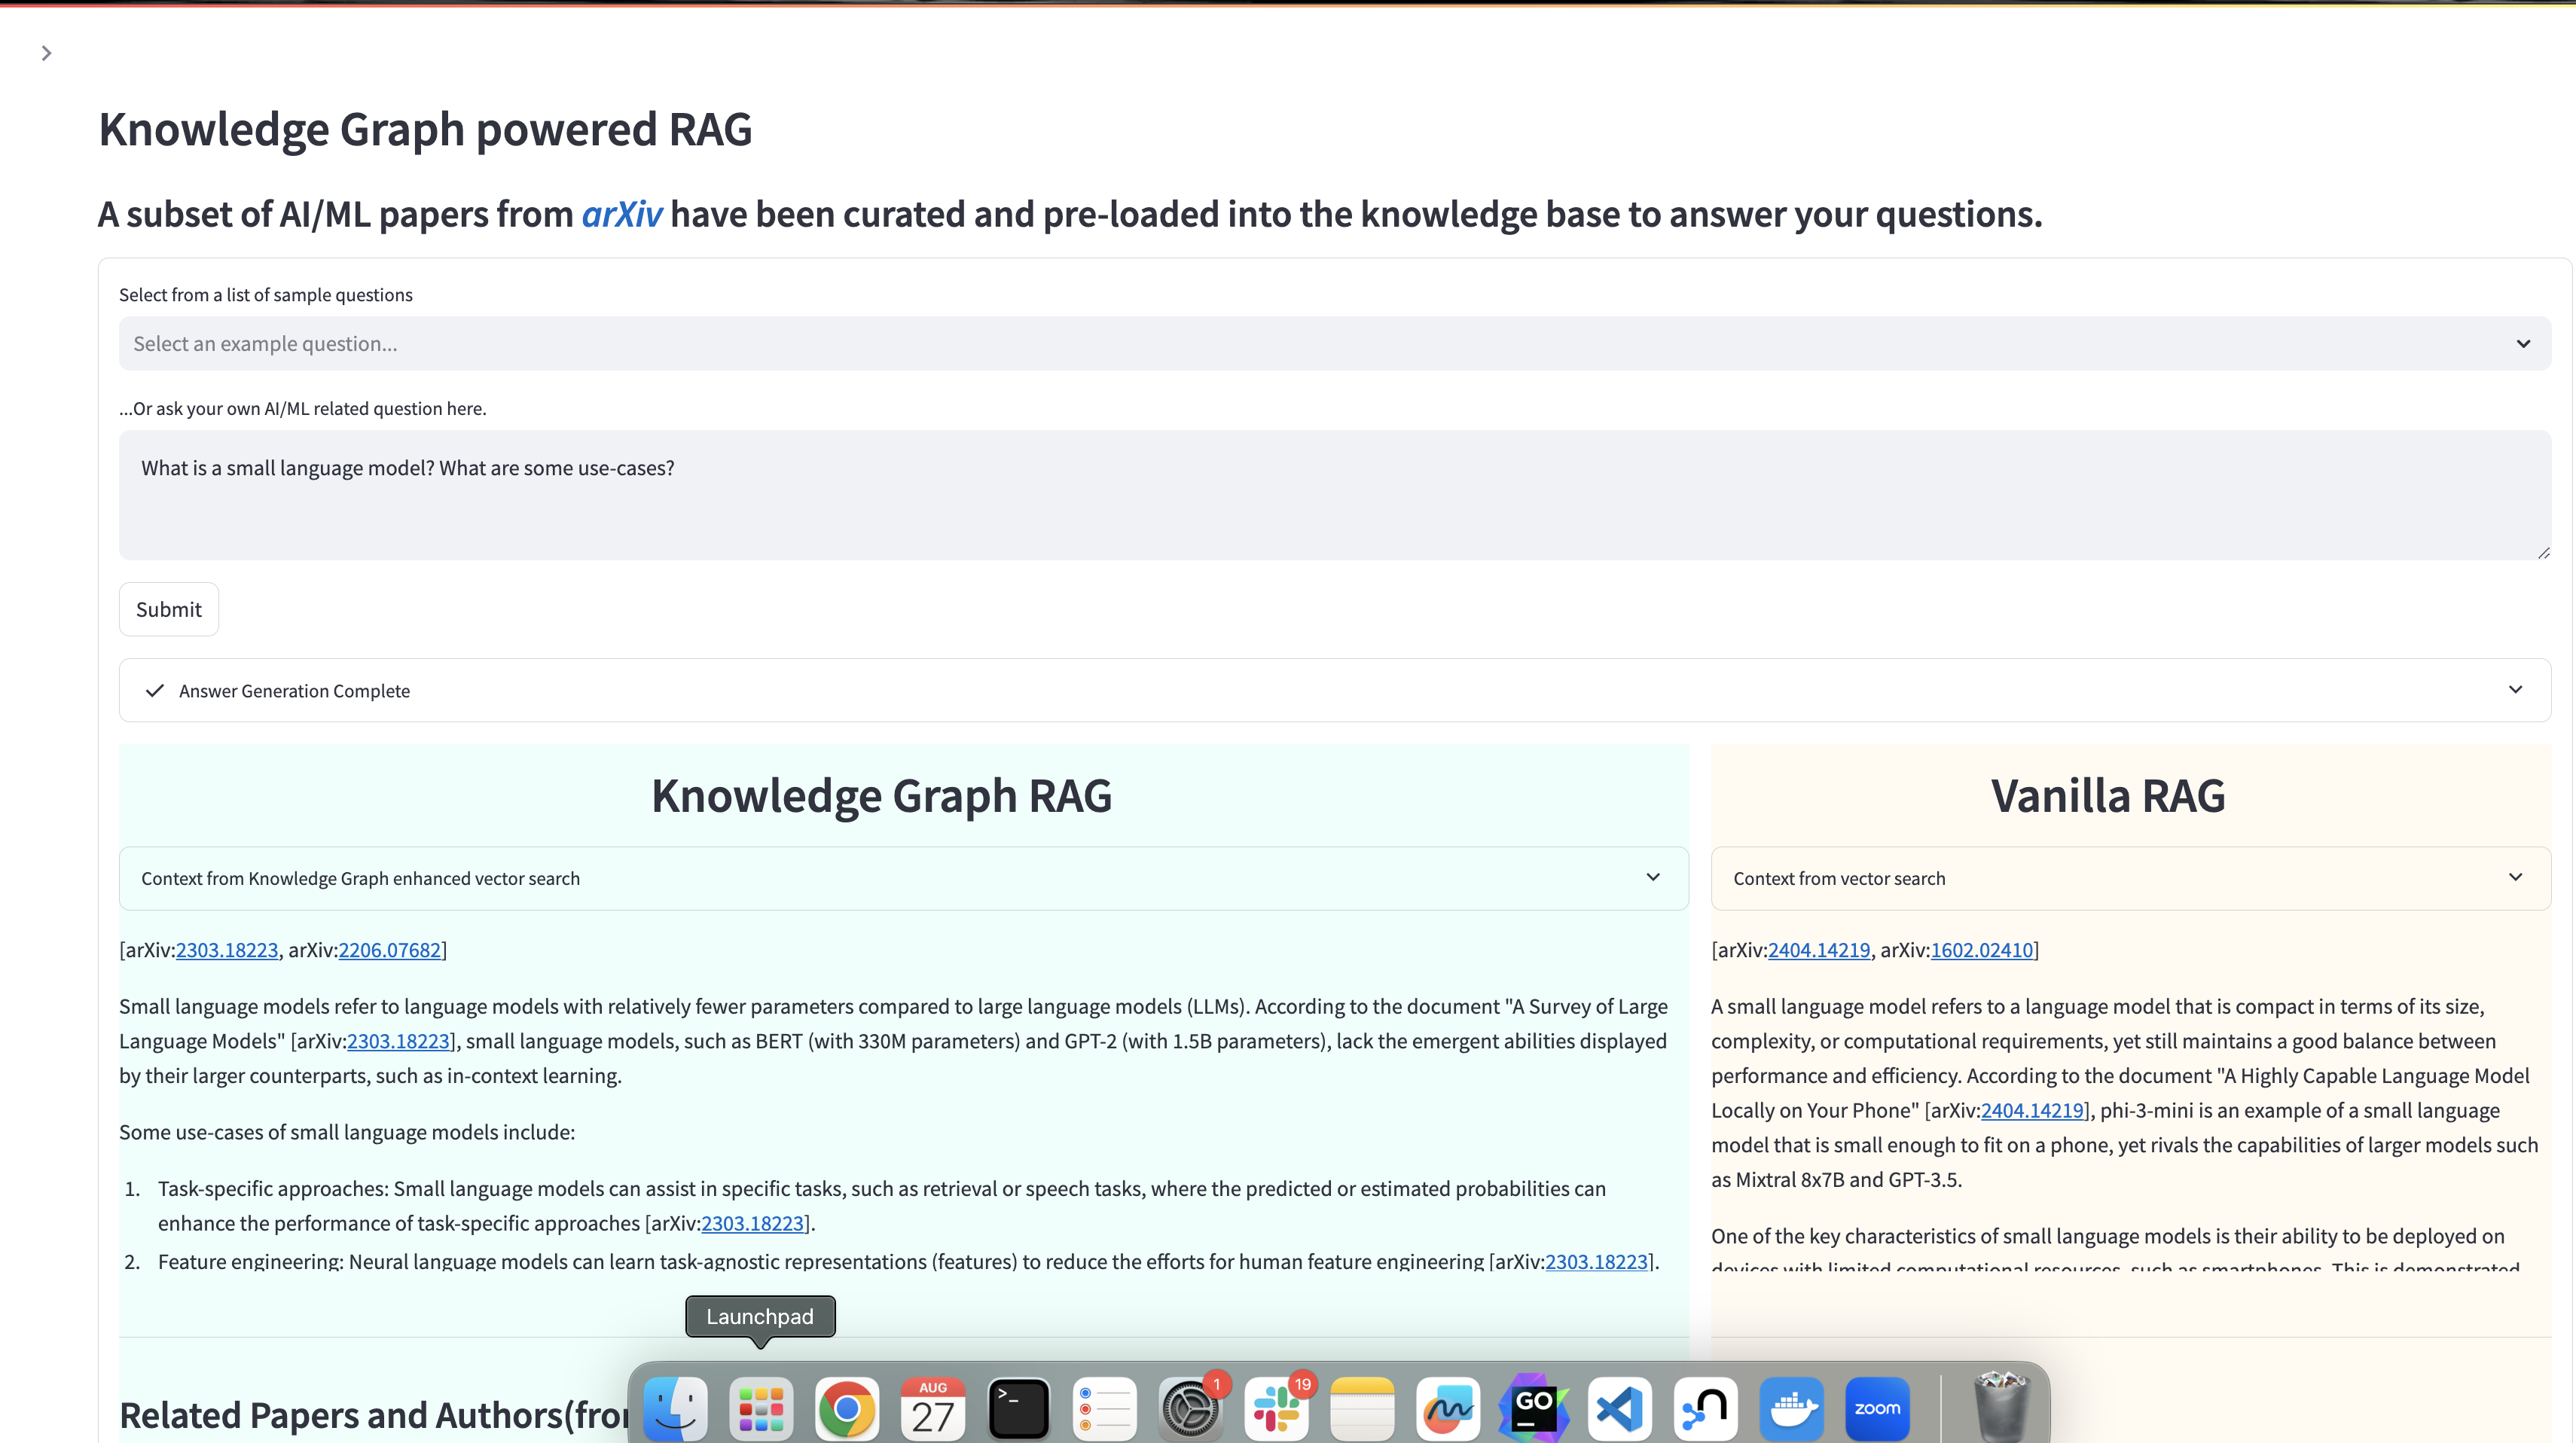 Knowledge Graph powered RAG
A subset of AI/ML papers from arXiv have been curated and pre-loaded into the knowledge base to answer your questions.
Select from a list of sample questions
Select an example question...
...Or ask your own AI/ML related question here.
What is a small language model? What are some use-cases?
Submit
Answer Generation Complete
Knowledge Graph RAG
Context from Knowledge Graph enhanced vector search
[arXiv:2303.18223, arXiv:2206.07682]
Small language models refer to language models with relatively fewer parameters compared to large language models (LLMs). According to the document "A Survey of Large
Language Models" [arXiv:2303.18223], small language models, such as BERT (with 330M parameters) and GPT-2 (with 1.5B parameters), lack the emergent abilities displayed
by their larger counterparts, such as in-context learning.
Some use-cases of small language models include:
1. Task-specific approaches: Small language models can assist in specific tasks, such as retrieval or speech tasks, where the predicted or estimated probabilities can
enhance the performance of task-specific approaches [arXiv:2303.18223].
2. Feature engineering: Neural language models can learn task-agnostic representations (features) to reduce the efforts for human feature engineering [arXiv:2303.18223].
Vanilla RAG
Context from vector search
[arXiv:2404.14219, arXiv:1602.02410]
A small language model refers to a language model that is compact in terms of its size,
complexity, or computational requirements, yet still maintains a good balance between
performance and efficiency. According to the document "A Highly Capable Language Model
Locally on Your Phone" [arXiv:2404.14219], phi-3-mini is an example of a small language
model that is small enough to fit on a phone, yet rivals the capabilities of larger models such
as Mixtral 8x7B and GPT-3.5.
One of the key characteristics of small language models is their ability to be deployed on
devices with limited computational resources, such as smartphones. This is demonstrated
Launchpad
Related Papers and Authors(from
AUG
27
>_
1
19
GO
zoom